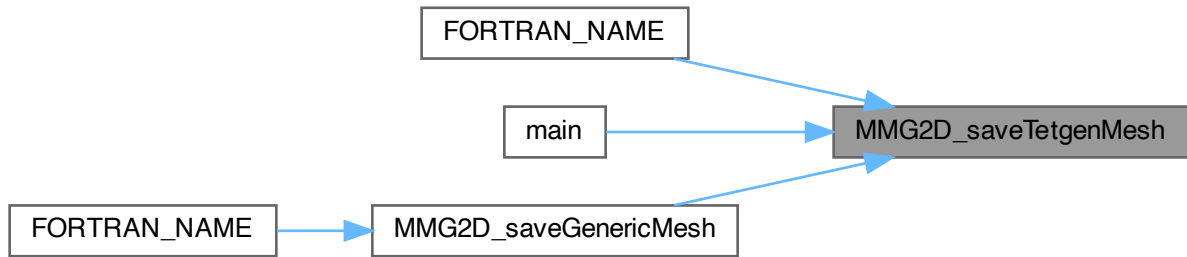 FORTRAN_NAME
main
MMG2D_saveTetgenMesh
FORTRAN_NAME
MMG2D_saveGenericMesh